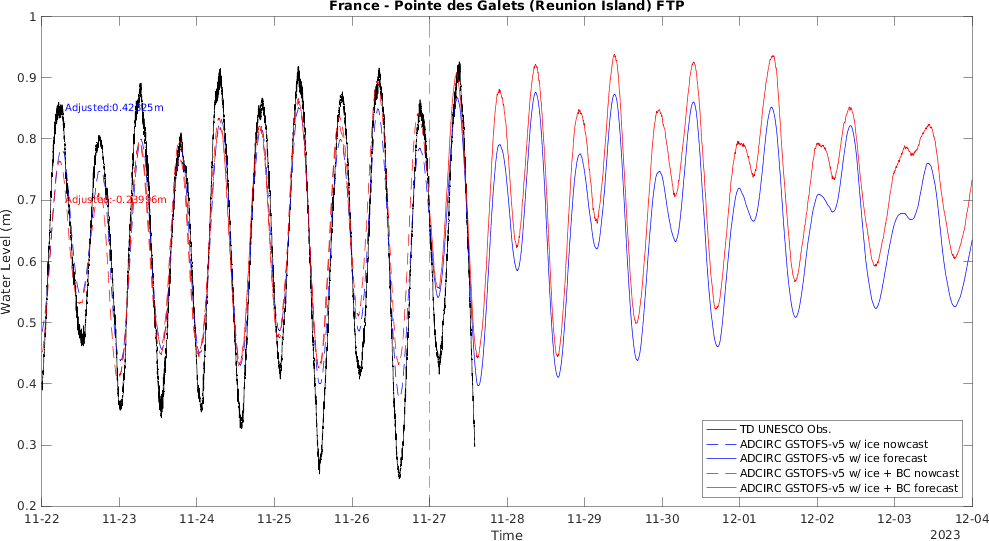 France - Pointe des Galets (Reunion Island) FTP
Water Level (m)
1
0.9
0.8
0.7
0.6
0.5
0.4
0.3
0.2
Adjusted:0.42825m
Adjusted:-0.23996m
TD UNESCO Obs.
ADCIRC GSTOFS-v5 w/ ice nowcast
ADCIRC GSTOFS-v5 w/ ice forecast
ADCIRC GSTOFS-v5 w/ ice + BC nowcast
ADCIRC GSTOFS-v5 w/ ice + BC forecast
11-22 11-23 11-24 11-25 11-26 11-27 11-28 11-29 11-30 12-01 12-02 12-03 12-04
Time
2023